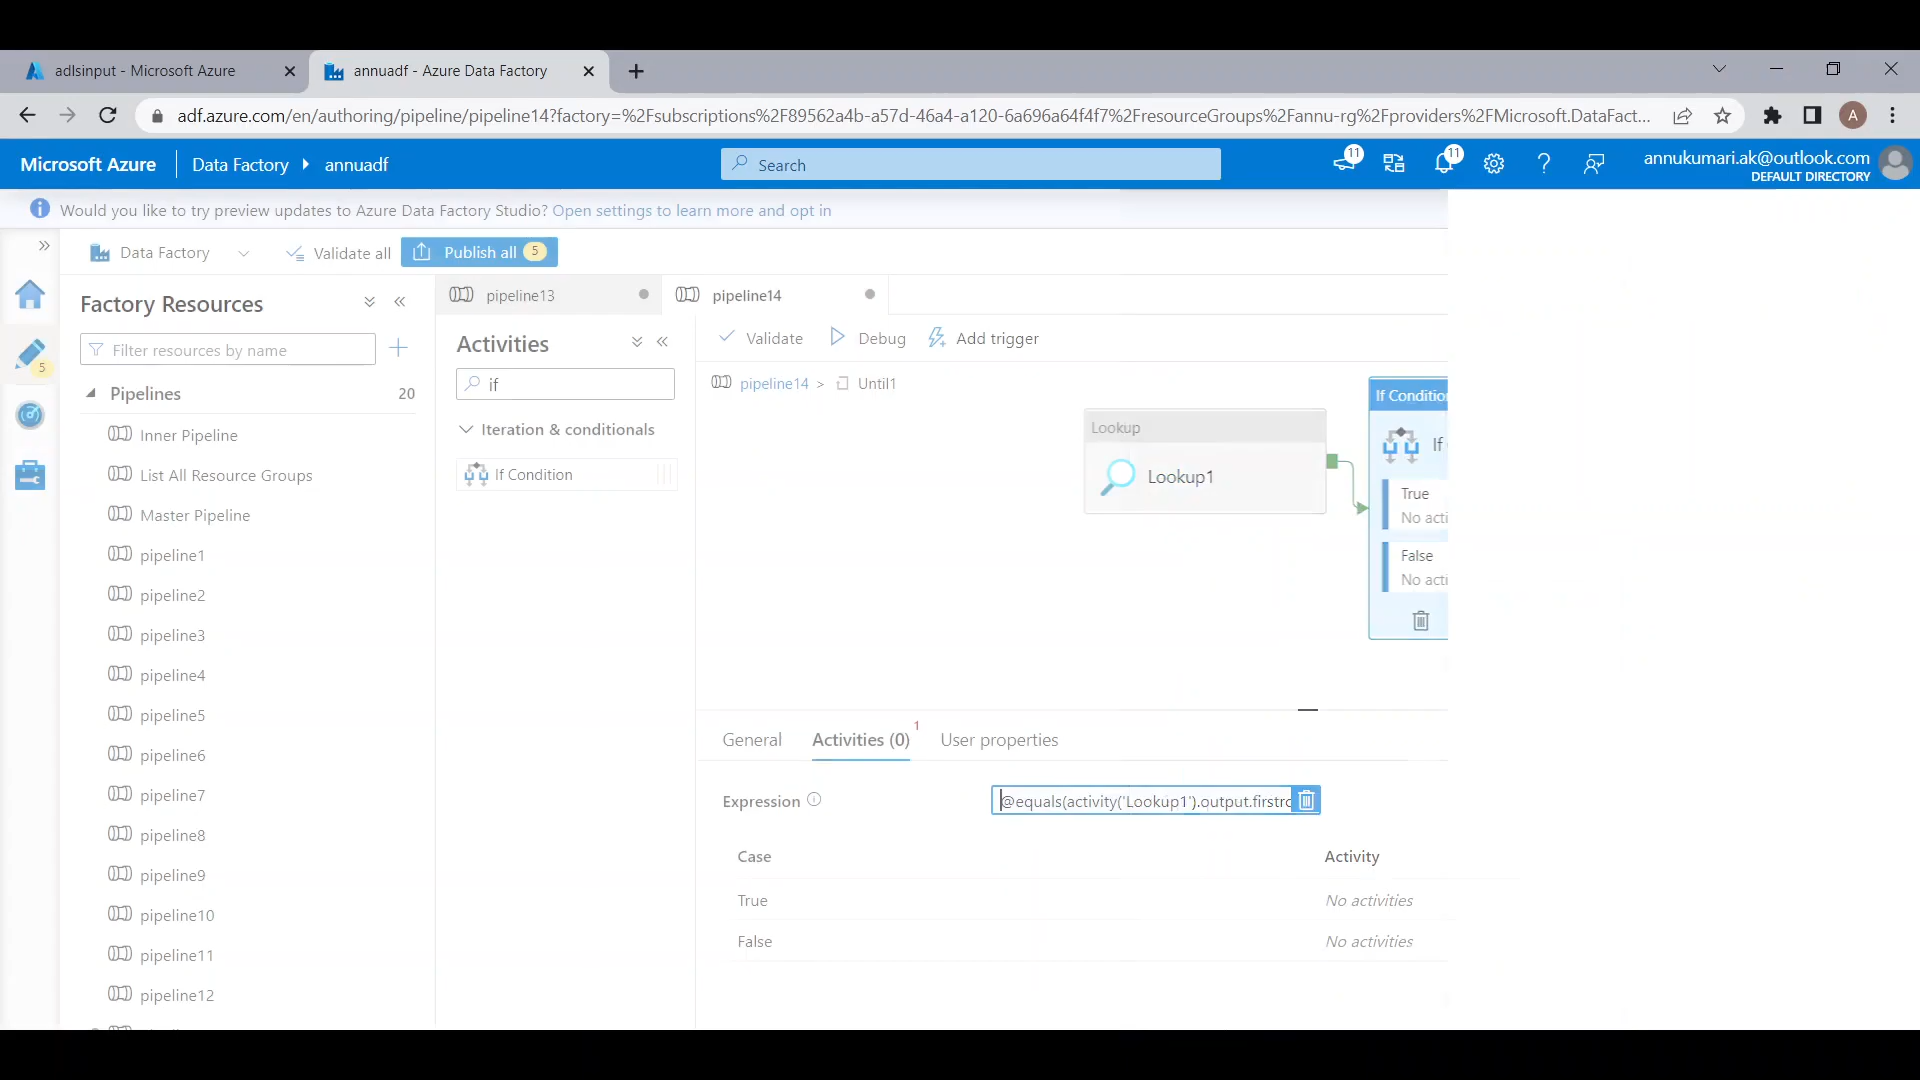 adlsinput - Microsoft Azure
annuadf - Azure Data Factory
adf.azure.com/en/authoring/pipeline/pipeline14?factory=%2Fsubscriptions%2F89562a4b-a57d-46a4-a120-6a696a64f4f7%2FresourceGroups%2Fannu-rg%2Fproviders%2FMicrosoft.DataFact...
A
Microsoft Azure
Data Factory
annuadf
Search
11
11
annukumari.ak@outlook.com
DEFAULT DIRECTORY
Would you like to try preview updates to Azure Data Factory Studio? Open settings to learn more and opt in
Data Factory
Validate all
Publish all 5
5
Factory Resources
Filter resources by name
Pipelines 20
Inner Pipeline
List All Resource Groups
Master Pipeline
pipeline1
pipeline2
pipeline3
pipeline4
pipeline5
pipeline6
pipeline7
pipeline8
pipeline9
pipeline10
pipeline11
pipeline12
pipeline13
pipeline14
Activities
if
Iteration & conditionals
If Condition
Validate
Debug
Add trigger
pipeline14 > Until1
Lookup
Lookup1
If Condition
If
True
No acti
False
No acti
General
Activities (0) 1
User properties
Expression
@equals(activity('Lookup1').output.firstro
Case Activity
True No activities
False No activities